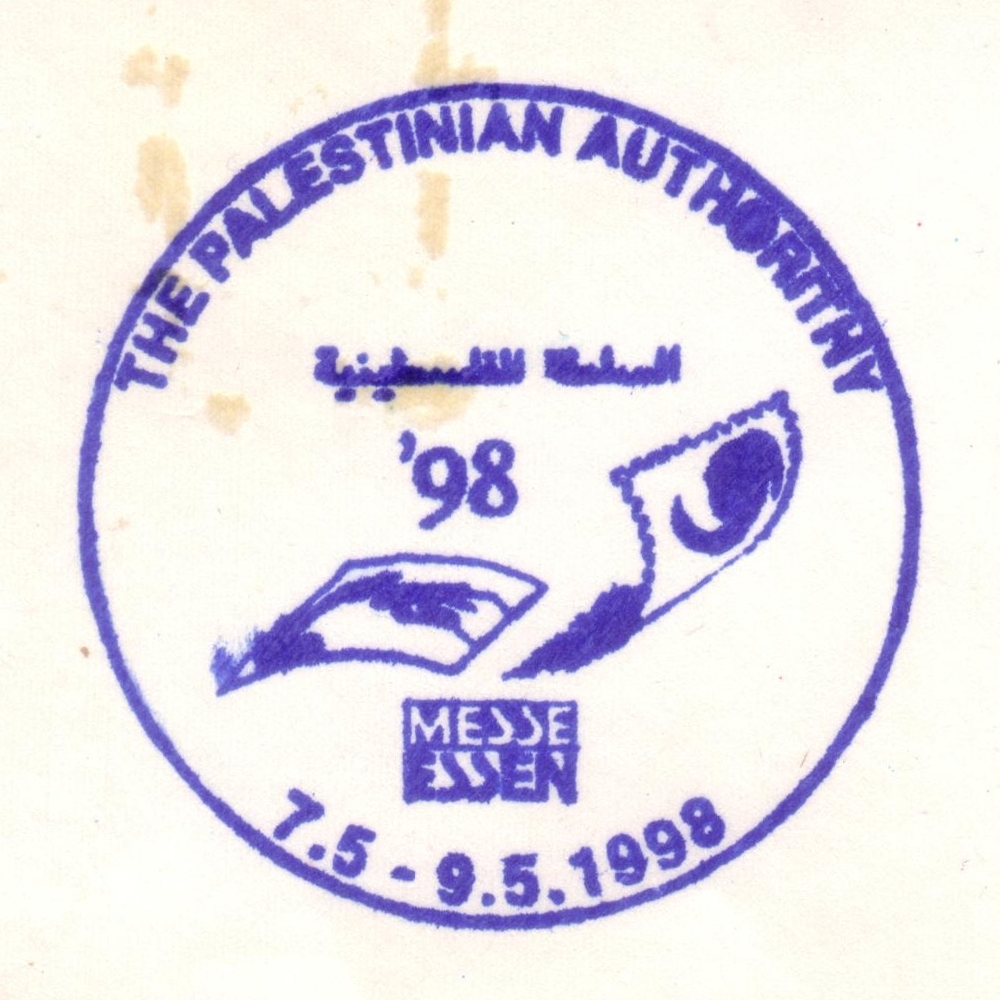 THE PALESTINIAN AUTHORITHY
السلطة الفلسطينية
'98
MESSE
ESSEN
7.5 - 9.5.1998